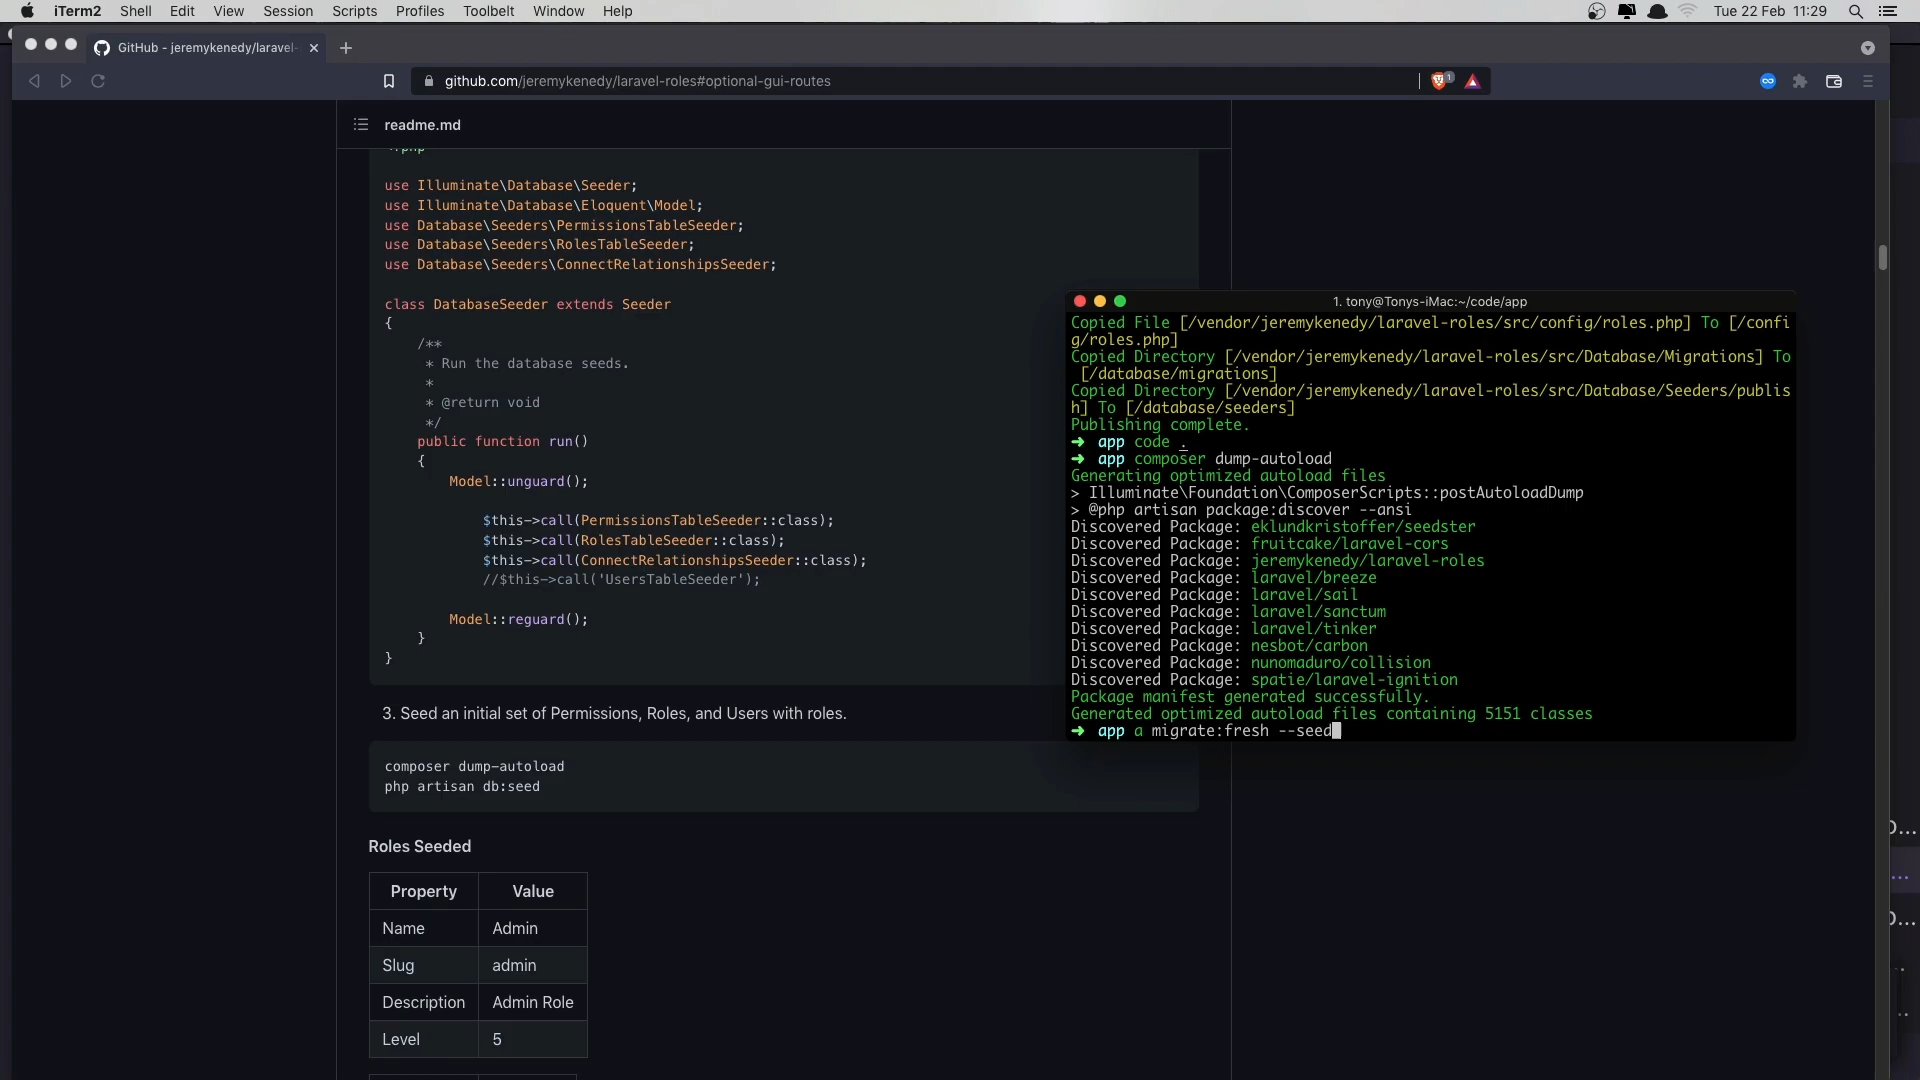 iTerm2 Shell Edit View Session Scripts Profiles Toolbelt Window Help Tue 22 Feb 11:29
GitHub - jeremykenedy/laravel-
github.com/jeremykenedy/laravel-roles#optional-gui-routes
1
readme.md
use Illuminate\Database\Seeder;
use Illuminate\Database\Eloquent\Model;
use Database\Seeders\PermissionsTableSeeder;
use Database\Seeders\RolesTableSeeder;
use Database\Seeders\ConnectRelationshipsSeeder;
class DatabaseSeeder extends Seeder
{
/**
* Run the database seeds.
*
* @return void
*/
public function run()
{
Model::unguard();
$this->call(PermissionsTableSeeder::class);
$this->call(RolesTableSeeder::class);
$this->call(ConnectRelationshipsSeeder::class);
//$this->call('UsersTableSeeder');
Model::reguard();
}
}
3. Seed an initial set of Permissions, Roles, and Users with roles.
composer dump-autoload
php artisan db:seed
Roles Seeded
Property Value
Name Admin
Slug admin
Description Admin Role
Level 5
1. tony@Tonys-iMac:~/code/app
Copied File [/vendor/jeremykenedy/laravel-roles/src/config/roles.php] To [/confi
g/roles.php]
Copied Directory [/vendor/jeremykenedy/laravel-roles/src/Database/Migrations] To
[/database/migrations]
Copied Directory [/vendor/jeremykenedy/laravel-roles/src/Database/Seeders/publis
h] To [/database/seeders]
Publishing complete.
➜ app code .
➜ app composer dump-autoload
Generating optimized autoload files
> Illuminate\Foundation\ComposerScripts::postAutoloadDump
> @php artisan package:discover --ansi
Discovered Package: eklundkristoffer/seedster
Discovered Package: fruitcake/laravel-cors
Discovered Package: jeremykenedy/laravel-roles
Discovered Package: laravel/breeze
Discovered Package: laravel/sail
Discovered Package: laravel/sanctum
Discovered Package: laravel/tinker
Discovered Package: nesbot/carbon
Discovered Package: nunomaduro/collision
Discovered Package: spatie/laravel-ignition
Package manifest generated successfully.
Generated optimized autoload files containing 5151 classes
➜ app a migrate:fresh --seed